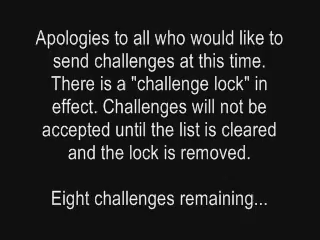 Apologies to all who would like to
send challenges at this time.
There is a "challenge lock" in
effect. Challenges will not be
accepted until the list is cleared
and the lock is removed.
Eight challenges remaining...